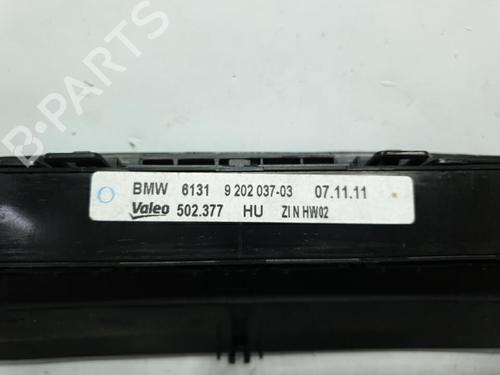 B-PARTS
BMW 6131 9 202 037-03 07.11.11
Valeo 502.377 HU ZI N HW02